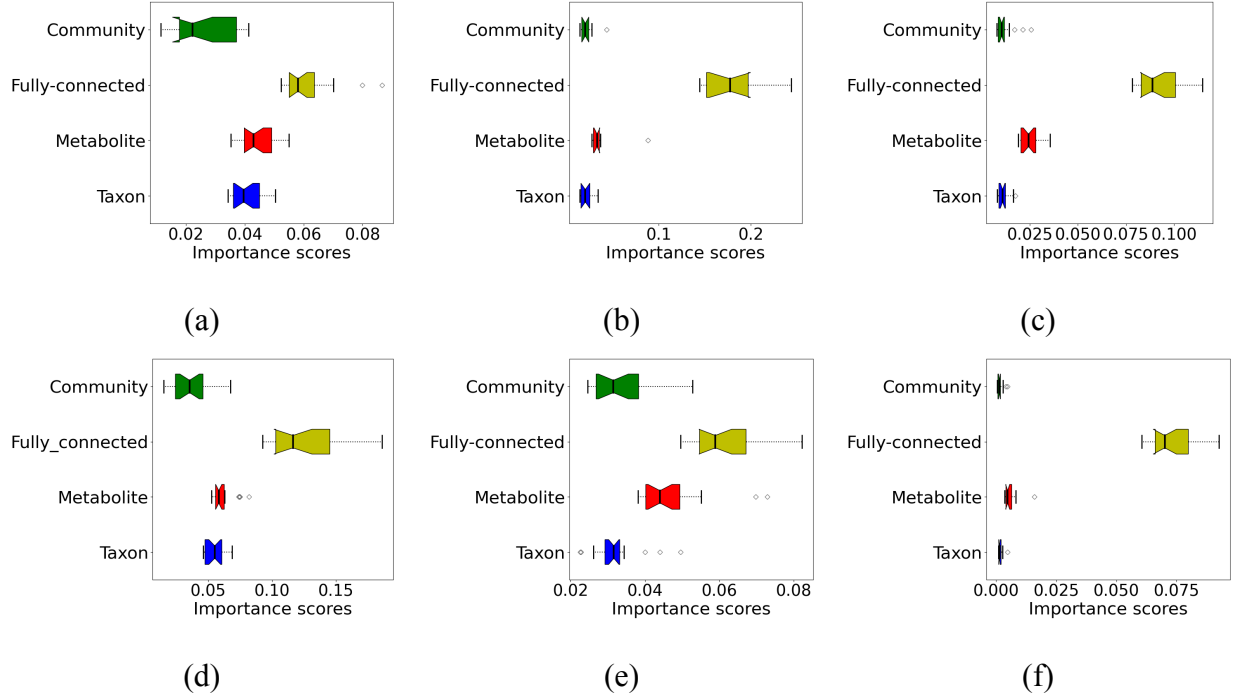 Community
Fully-connected
Metabolite
Taxon
0.02 0.04 0.06 0.08
Importance scores
(a)
Community
Fully-connected
Metabolite
Taxon
0.1 0.2
Importance scores
(b)
Community
Fully-connected
Metabolite
Taxon
0.025 0.050 0.075 0.100
Importance scores
(c)
Community
Fully_connected
Metabolite
Taxon
0.05 0.10 0.15
Importance scores
(d)
Community
Fully-connected
Metabolite
Taxon
0.02 0.04 0.06 0.08
Importance scores
(e)
Community
Fully-connected
Metabolite
Taxon
0.000 0.025 0.050 0.075
Importance scores
(f)